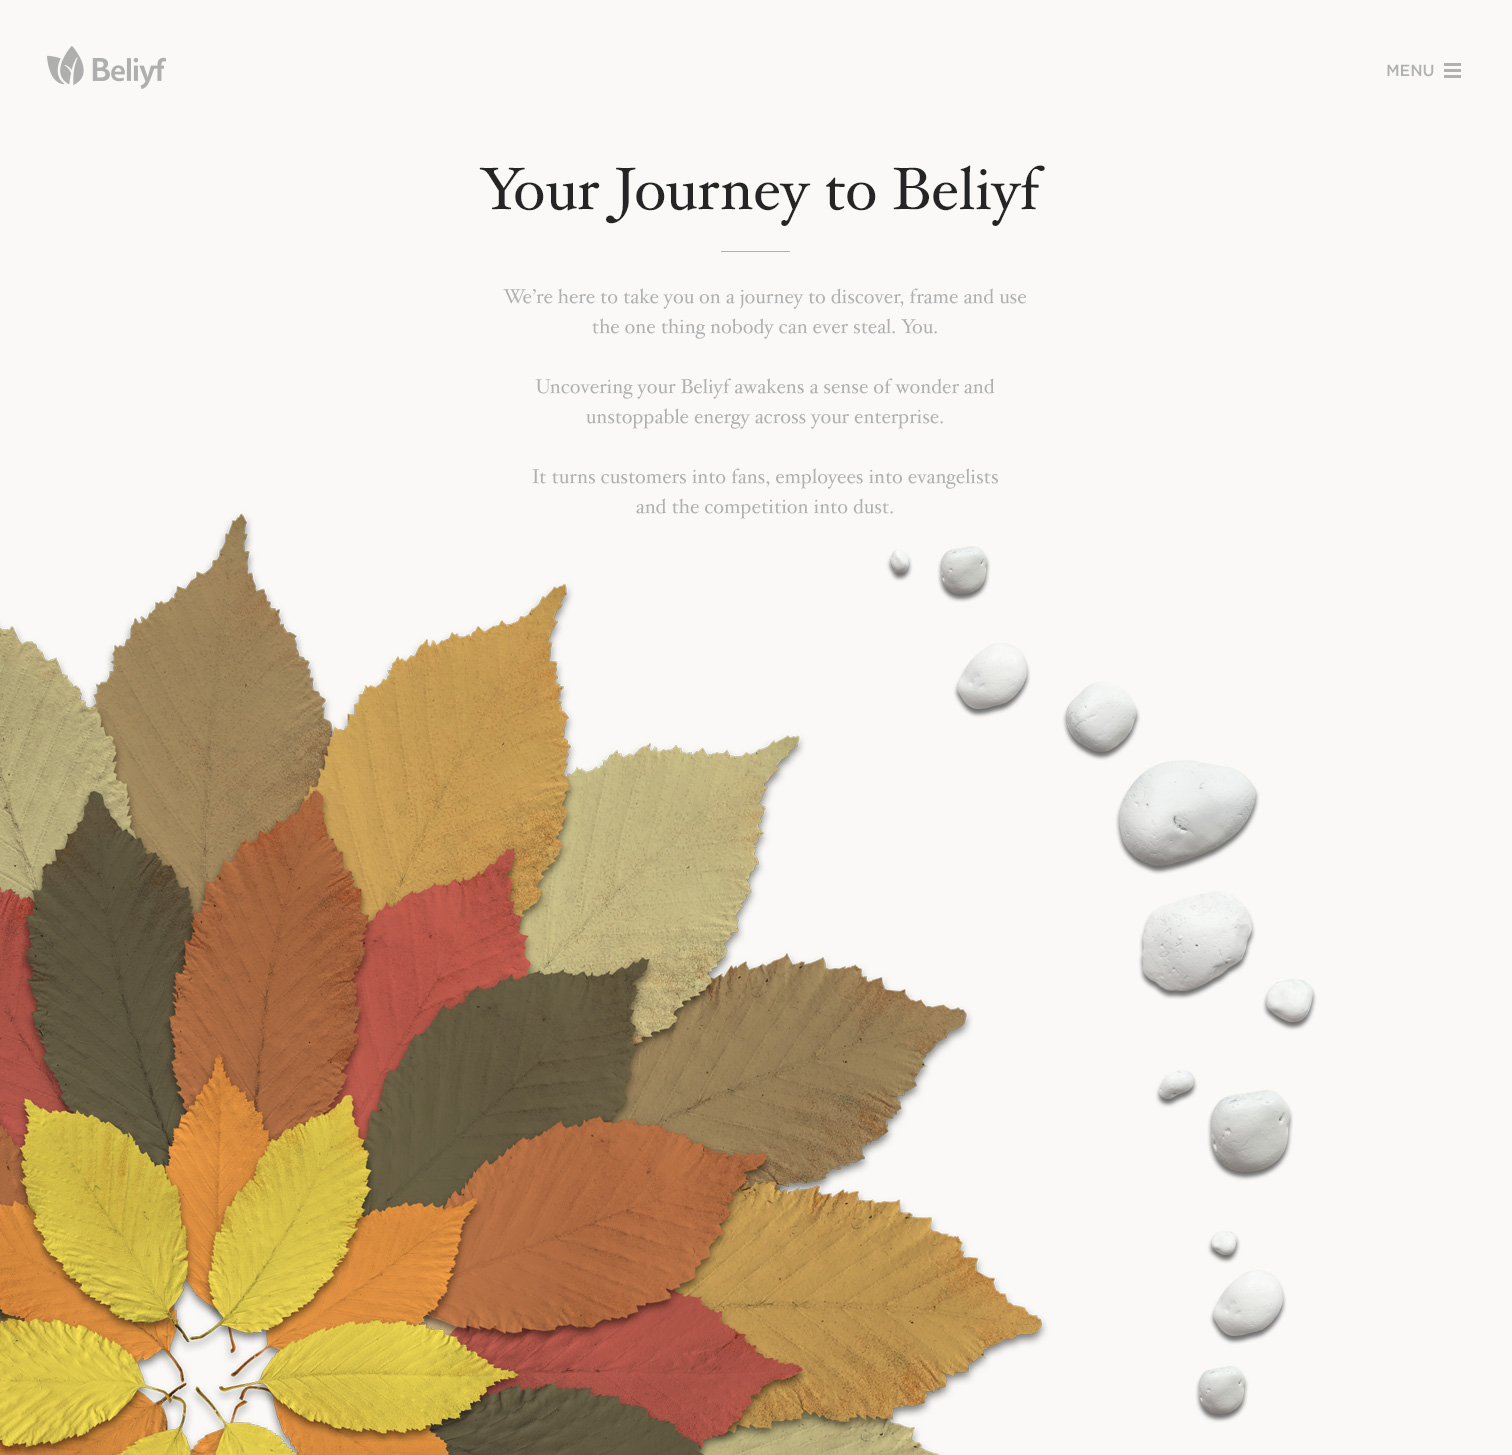 Beliyf
MENU
Your Journey to Beliyf
We’re here to take you on a journey to discover, frame and use
the one thing nobody can ever steal. You.
Uncovering your Beliyf awakens a sense of wonder and
unstoppable energy across your enterprise.
It turns customers into fans, employees into evangelists
and the competition into dust.